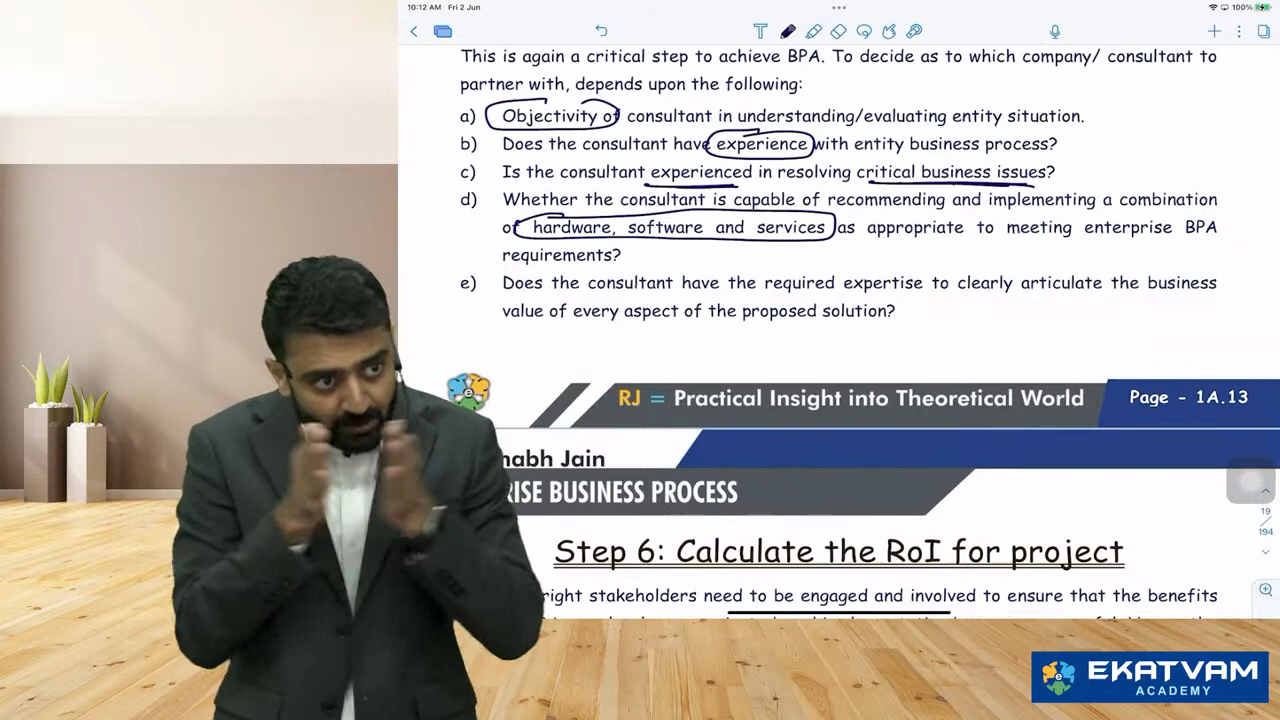 10:12 AM Fri 2 Jun
100%
This is again a critical step to achieve BPA. To decide as to which company/ consultant to
partner with, depends upon the following:
a) Objectivity of consultant in understanding/evaluating entity situation.
b) Does the consultant have experience with entity business process?
c) Is the consultant experienced in resolving critical business issues?
d) Whether the consultant is capable of recommending and implementing a combination
of hardware, software and services as appropriate to meeting enterprise BPA
requirements?
e) Does the consultant have the required expertise to clearly articulate the business
value of every aspect of the proposed solution?
RJ = Practical Insight into Theoretical World
Page - 1A.13
habh Jain
RISE BUSINESS PROCESS
19
194
Step 6: Calculate the RoI for project
right stakeholders need to be engaged and involved to ensure that the benefits
EKATVAM
ACADEMY